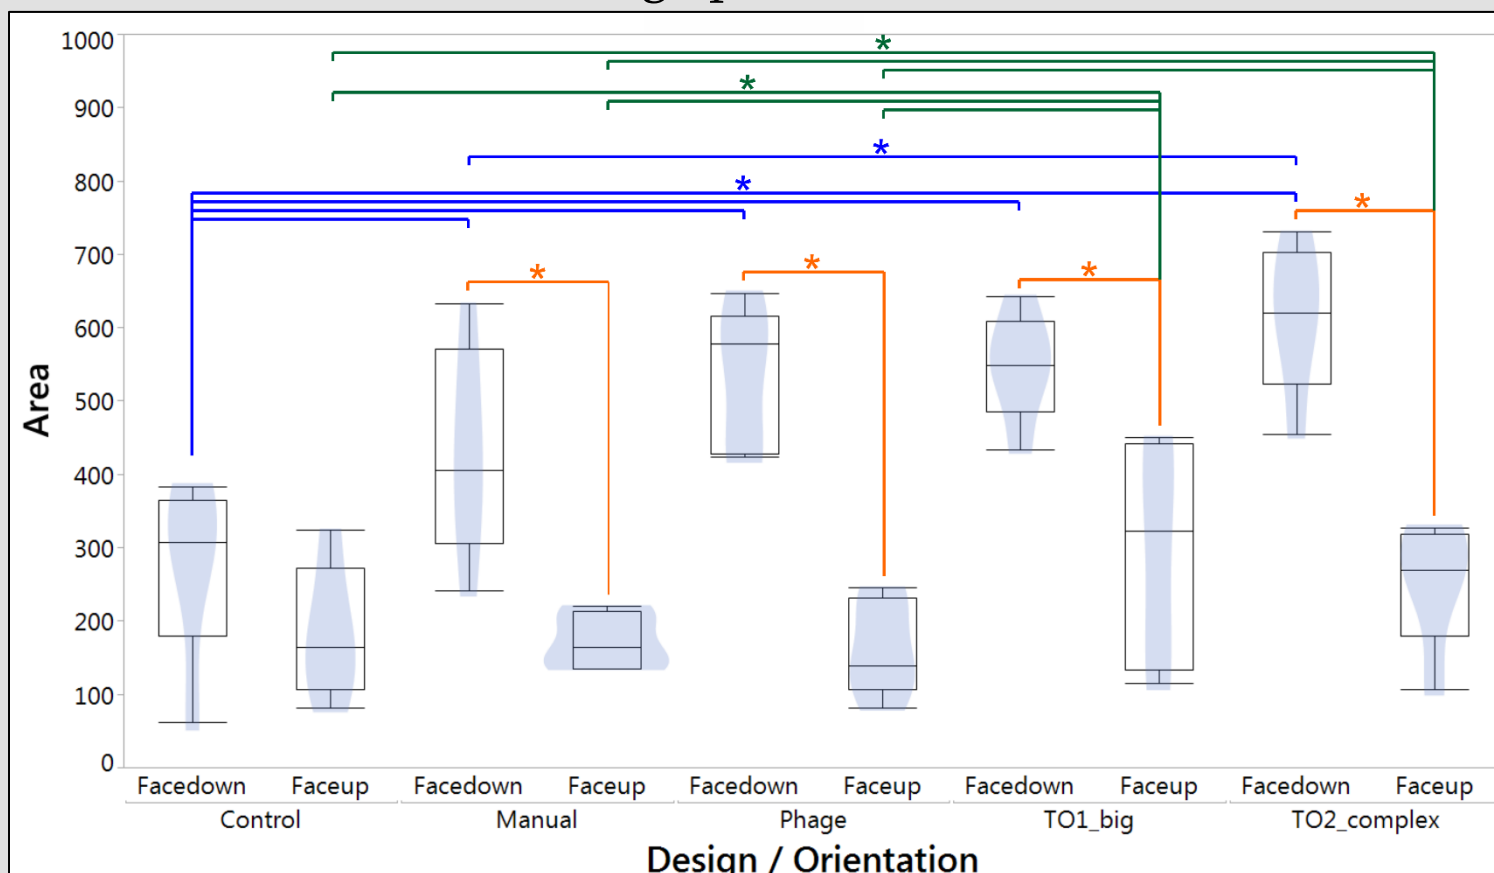 1000
900
800
700
600
500
400
300
200
100
0
Area
* * * * * * * *
Facedown Faceup Facedown Faceup Facedown Faceup Facedown Faceup Facedown Faceup
Control Manual Phage TO1_big TO2_complex
Design / Orientation